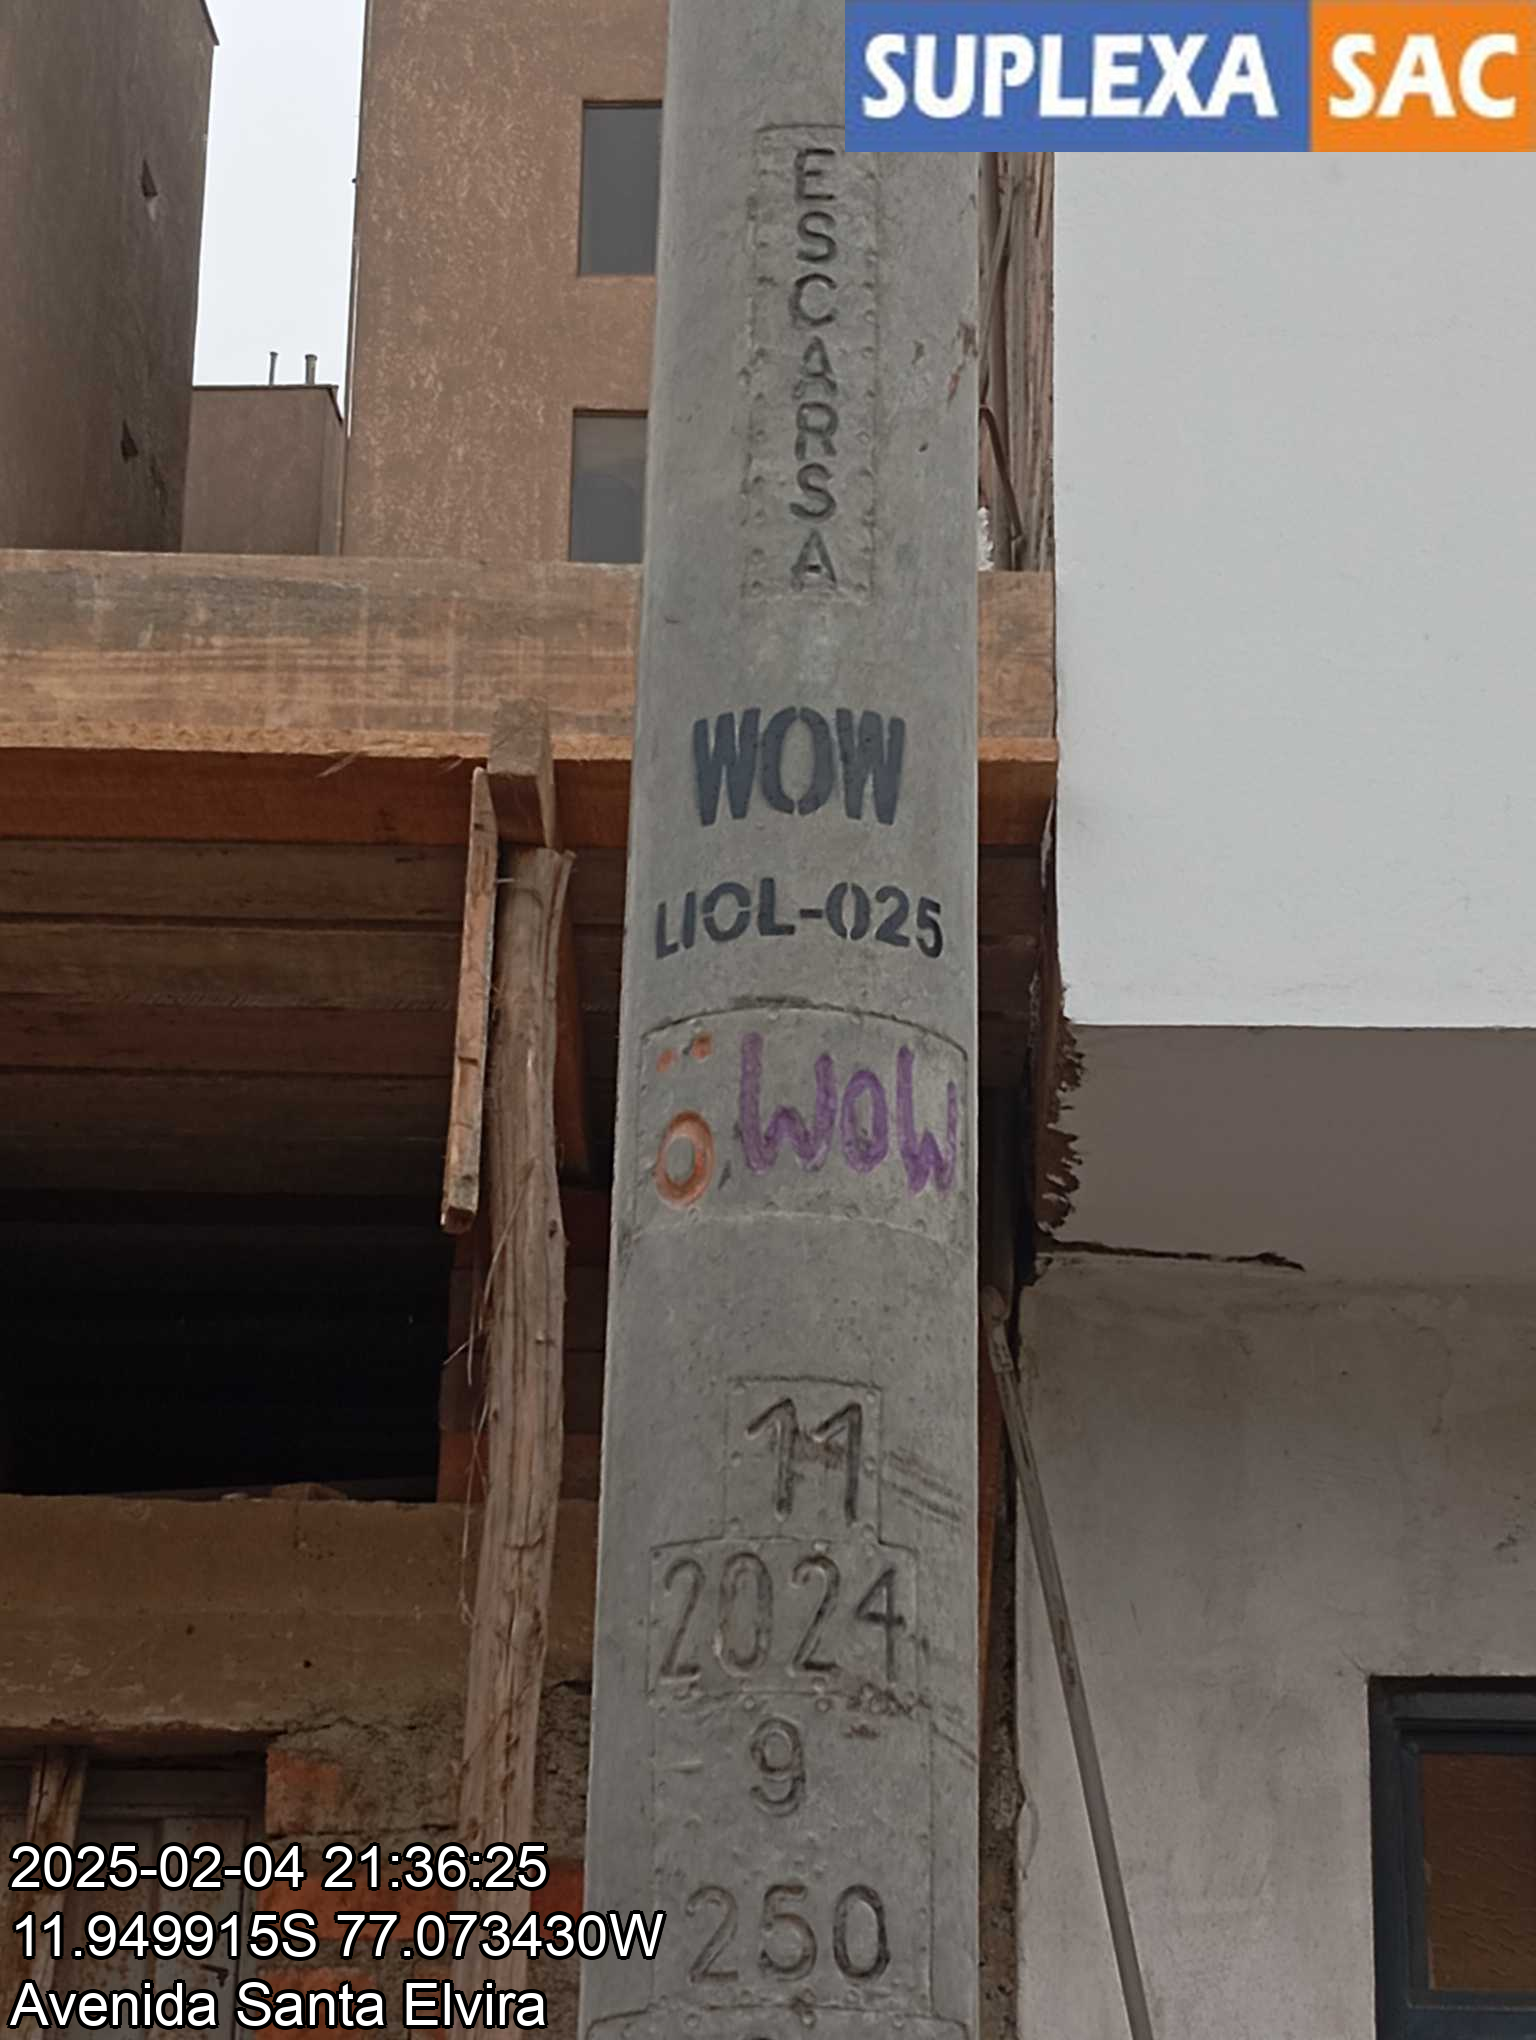 SUPLEXA SAC
ESCARSA
WOW
LIOL-025
Ö WOW
11
2024
9
250
2025-02-04 21:36:25
11.949915S 77.073430W
Avenida Santa Elvira